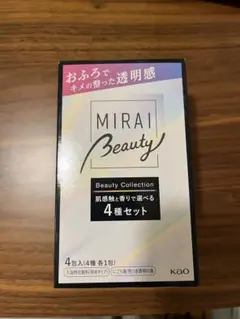 おふろで
キメの整った透明感
MIRAI
Beauty
Beauty Collection
肌感触と香りで選べる
4種セット
4包入(4種 各1包)
Kao